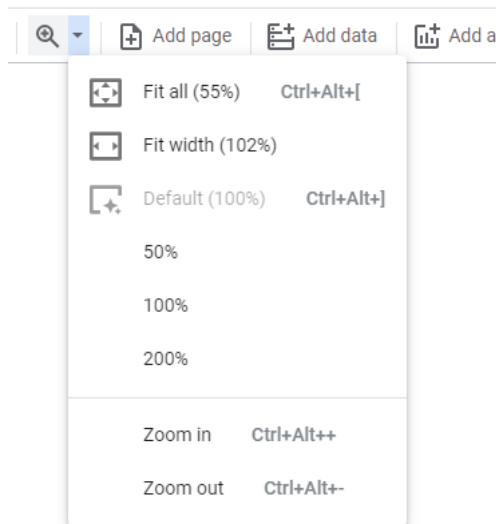 Add page Add data Add a
Fit all (55%) Ctrl+Alt+[
Fit width (102%)
Default (100%) Ctrl+Alt+]
50%
100%
200%
Zoom in Ctrl+Alt++
Zoom out Ctrl+Alt+-